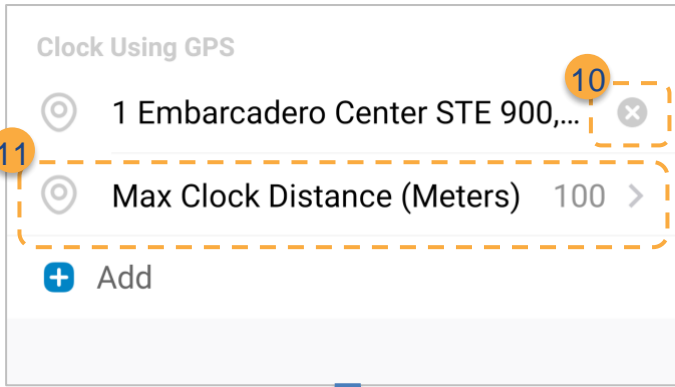 Clock Using GPS
10
1 Embarcadero Center STE 900,...
11
Max Clock Distance (Meters) 100
Add